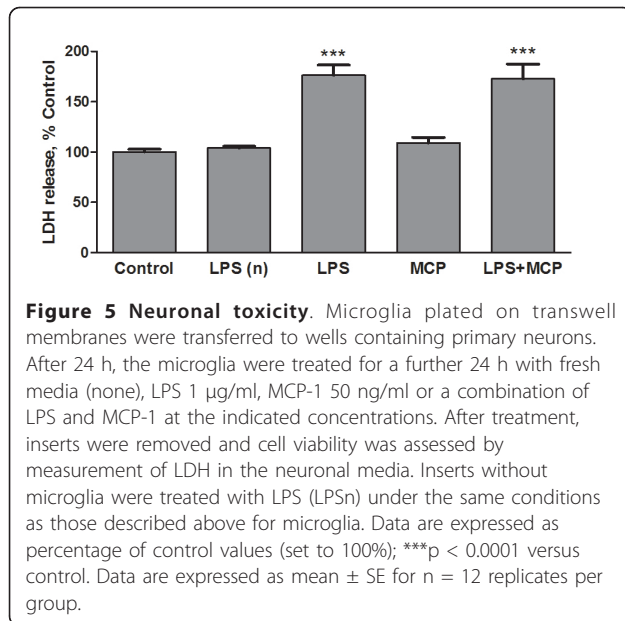 200
***
***
150
100
50
0
LDH release, % Control
Control LPS (n) LPS MCP LPS+MCP
Figure 5 Neuronal toxicity. Microglia plated on transwell
membranes were transferred to wells containing primary neurons.
After 24 h, the microglia were treated for a further 24 h with fresh
media (none), LPS 1 μg/ml, MCP-1 50 ng/ml or a combination of
LPS and MCP-1 at the indicated concentrations. After treatment,
inserts were removed and cell viability was assessed by
measurement of LDH in the neuronal media. Inserts without
microglia were treated with LPS (LPSn) under the same conditions
as those described above for microglia. Data are expressed as
percentage of control values (set to 100%); ***p < 0.0001 versus
control. Data are expressed as mean ± SE for n = 12 replicates per
group.